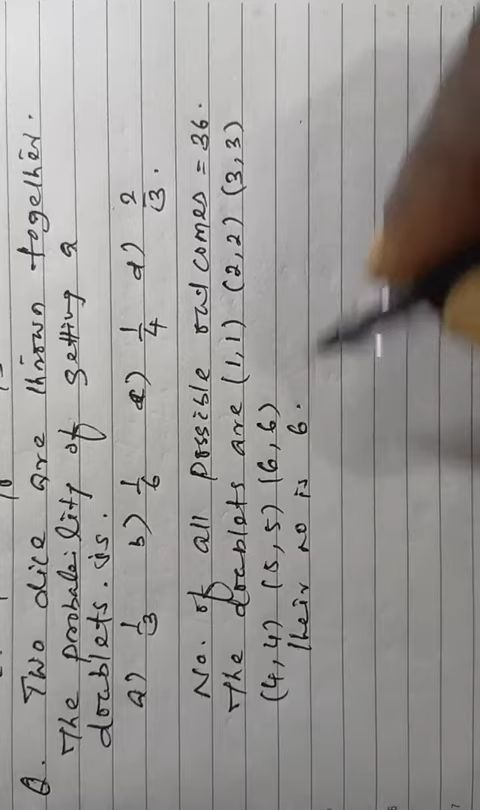 Q. Two dice are thrown together.
The probability of getting a
doublets. is.
a) 1/3 b) 1/6 c) 1/4 d) 2/3.
No. of all possible out comes = 36.
The doublets are (1,1) (2,2) (3,3)
(4,4) (5,5) (6,6)
their no is 6.